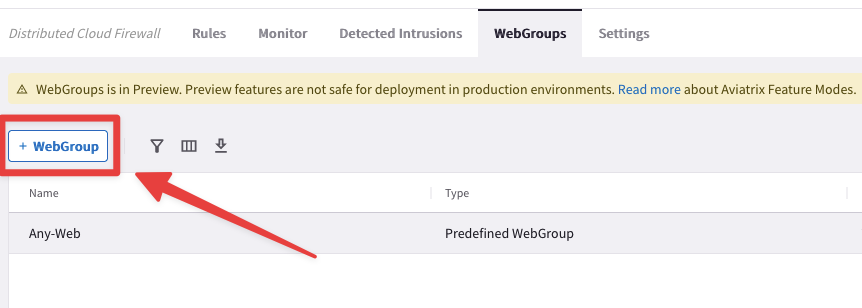 Distributed Cloud Firewall Rules Monitor Detected Intrusions WebGroups Settings
WebGroups is in Preview. Preview features are not safe for deployment in production environments. Read more about Aviatrix Feature Modes.
+ WebGroup
Name Type
Any-Web Predefined WebGroup